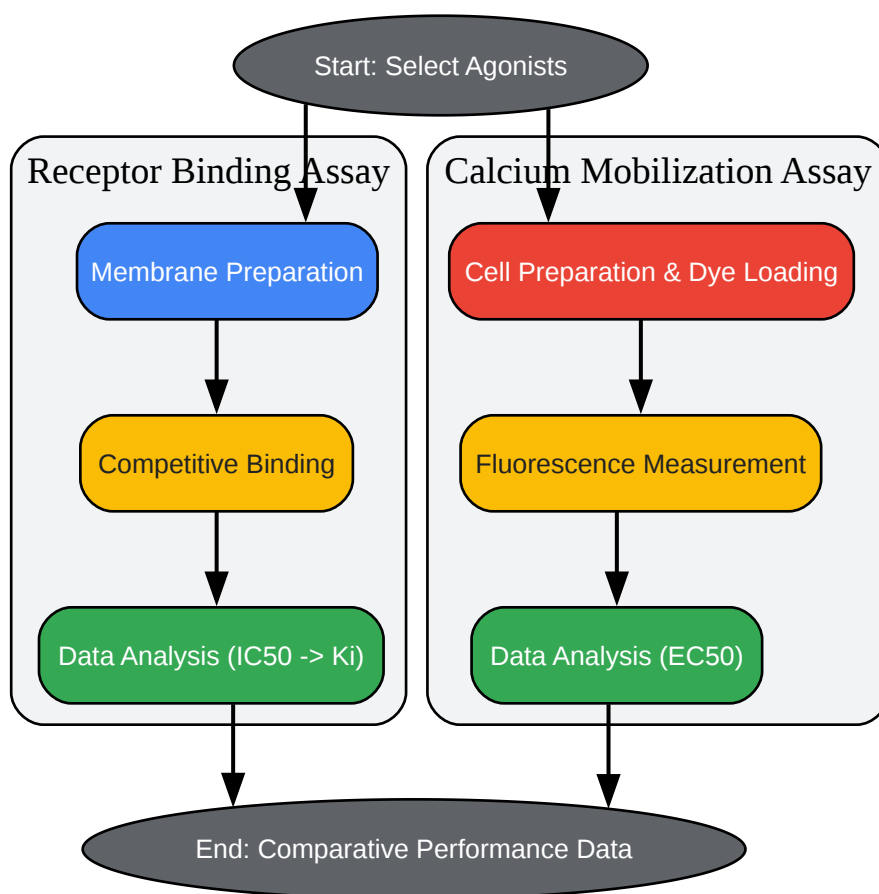 Start: Select Agonists
Receptor Binding Assay
Membrane Preparation
Competitive Binding
Data Analysis (IC50 -> Ki)
Calcium Mobilization Assay
Cell Preparation & Dye Loading
Fluorescence Measurement
Data Analysis (EC50)
End: Comparative Performance Data